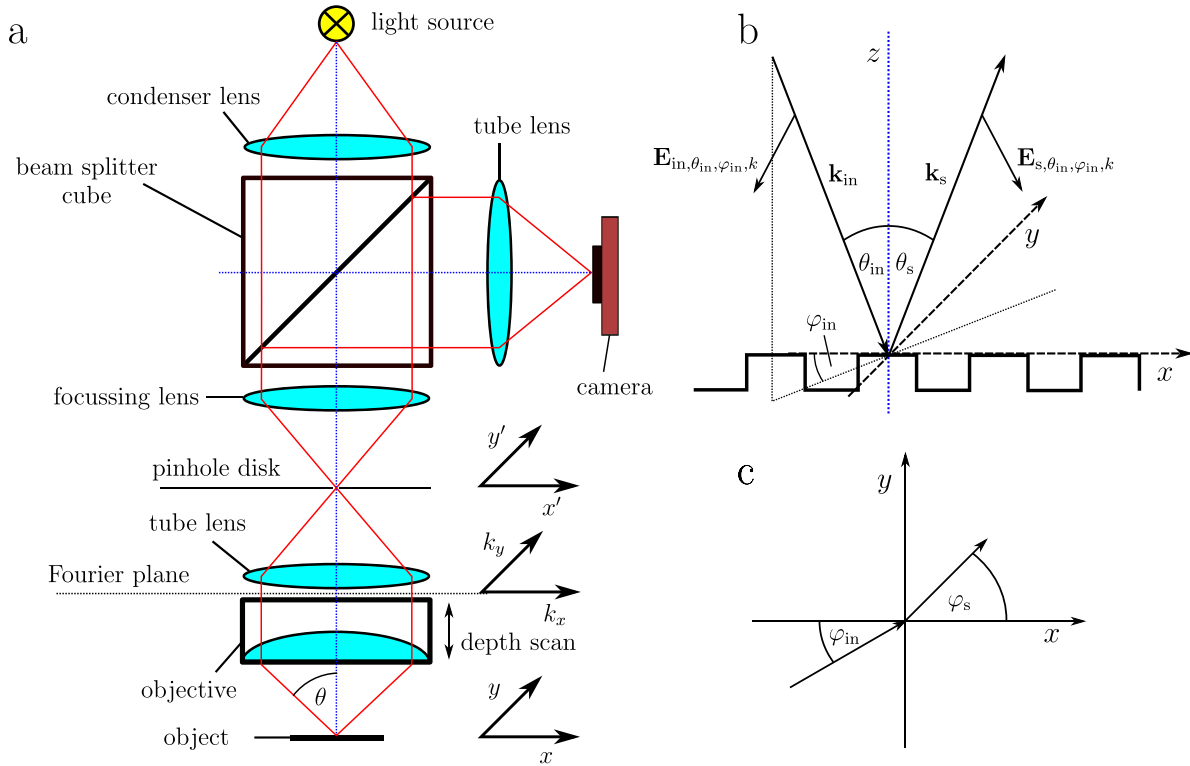 a
light source
condenser lens
tube lens
beam splitter
cube
camera
focussing lens
pinhole disk
y′
x′
tube lens
Fourier plane
k_y
k_x
depth scan
objective
θ
y
object
x
b
z
E_in,θ_in,φ_in,k
k_in
k_s
E_s,θ_in,φ_in,k
y
θ_in
θ_s
φ_in
x
c
y
φ_in
φ_s
x